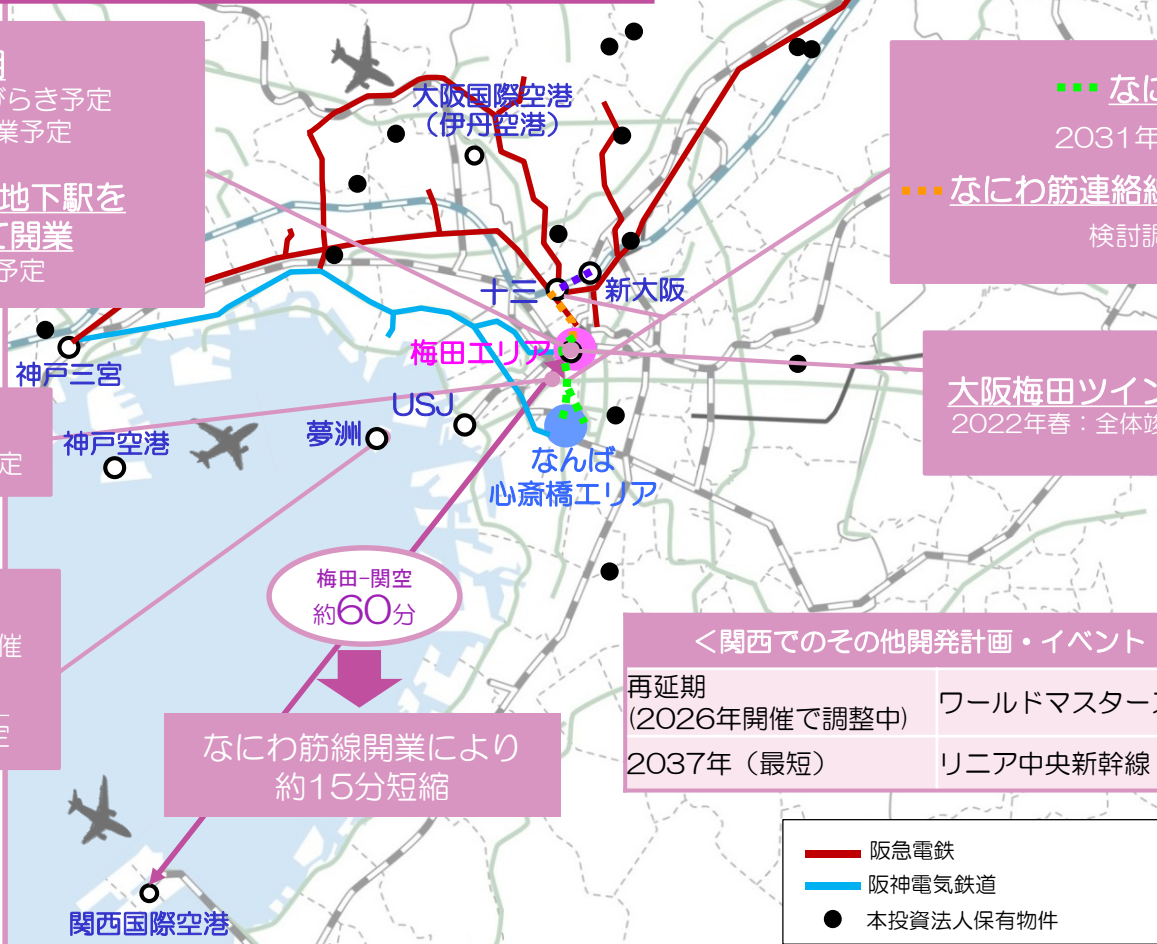 びらき予定
業予定
地下駅を
て開業
予定
大阪国際空港
（伊丹空港）
なに
2031年
なにわ筋連絡線
検討調
十三
新大阪
梅田エリア
大阪梅田ツイン
2022年春：全体竣
神戸三宮
神戸空港
定
USJ
夢洲
なんば
心斎橋エリア
梅田-関空
約60分
催
定
なにわ筋線開業により
約15分短縮
＜関西でのその他開発計画・イベント
再延期
(2026年開催で調整中)
ワールドマスターズ
2037年（最短）
リニア中央新幹線
関西国際空港
阪急電鉄
阪神電気鉄道
本投資法人保有物件